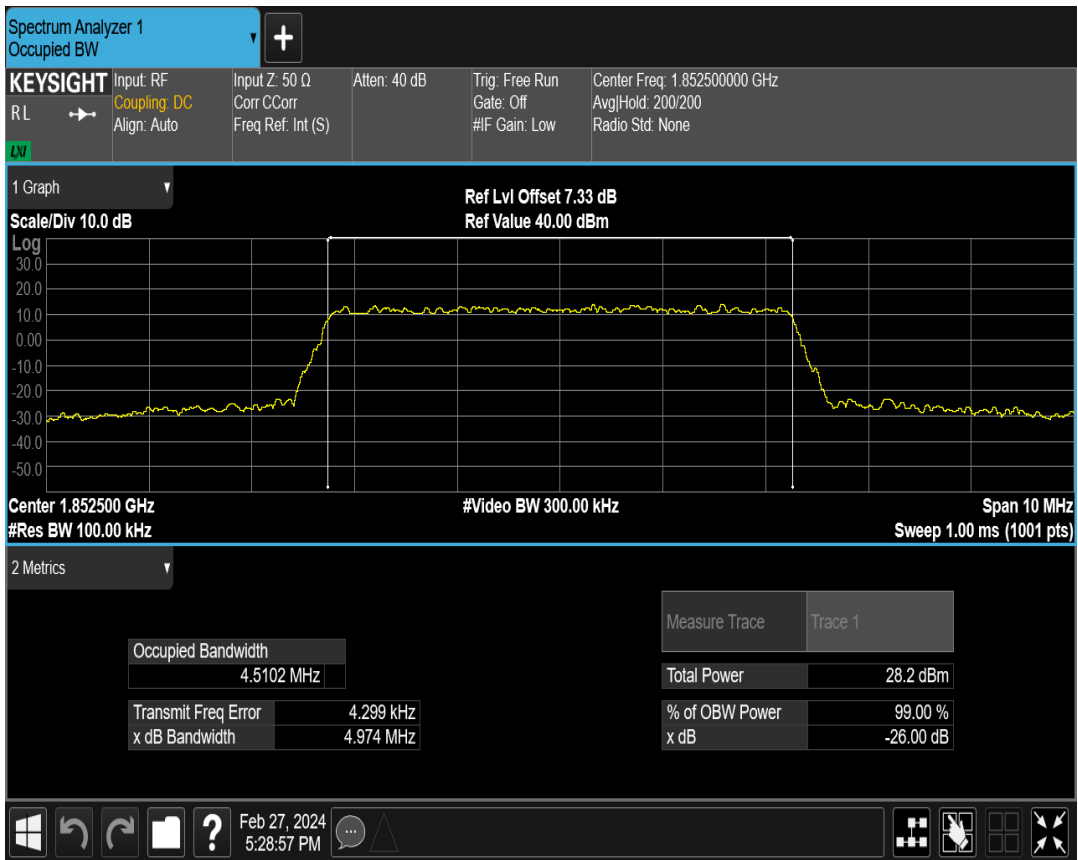 Spectrum Analyzer 1
Occupied BW
KEYSIGHT
RL
LXI
Input: RF
Coupling: DC
Align: Auto
Input Z: 50 Ω
Corr CCorr
Freq Ref: Int (S)
Atten: 40 dB
Trig: Free Run
Gate: Off
#IF Gain: Low
Center Freq: 1.852500000 GHz
Avg|Hold: 200/200
Radio Std: None
1 Graph
Ref Lvl Offset 7.33 dB
Scale/Div 10.0 dB
Ref Value 40.00 dBm
Log
30.0
20.0
10.0
0.00
-10.0
-20.0
-30.0
-40.0
-50.0
Center 1.852500 GHz
#Video BW 300.00 kHz
Span 10 MHz
#Res BW 100.00 kHz
Sweep 1.00 ms (1001 pts)
2 Metrics
Measure Trace
Trace 1
Occupied Bandwidth
4.5102 MHz
Total Power
28.2 dBm
Transmit Freq Error
4.299 kHz
% of OBW Power
99.00 %
x dB Bandwidth
4.974 MHz
x dB
-26.00 dB
?
Feb 27, 2024
5:28:57 PM